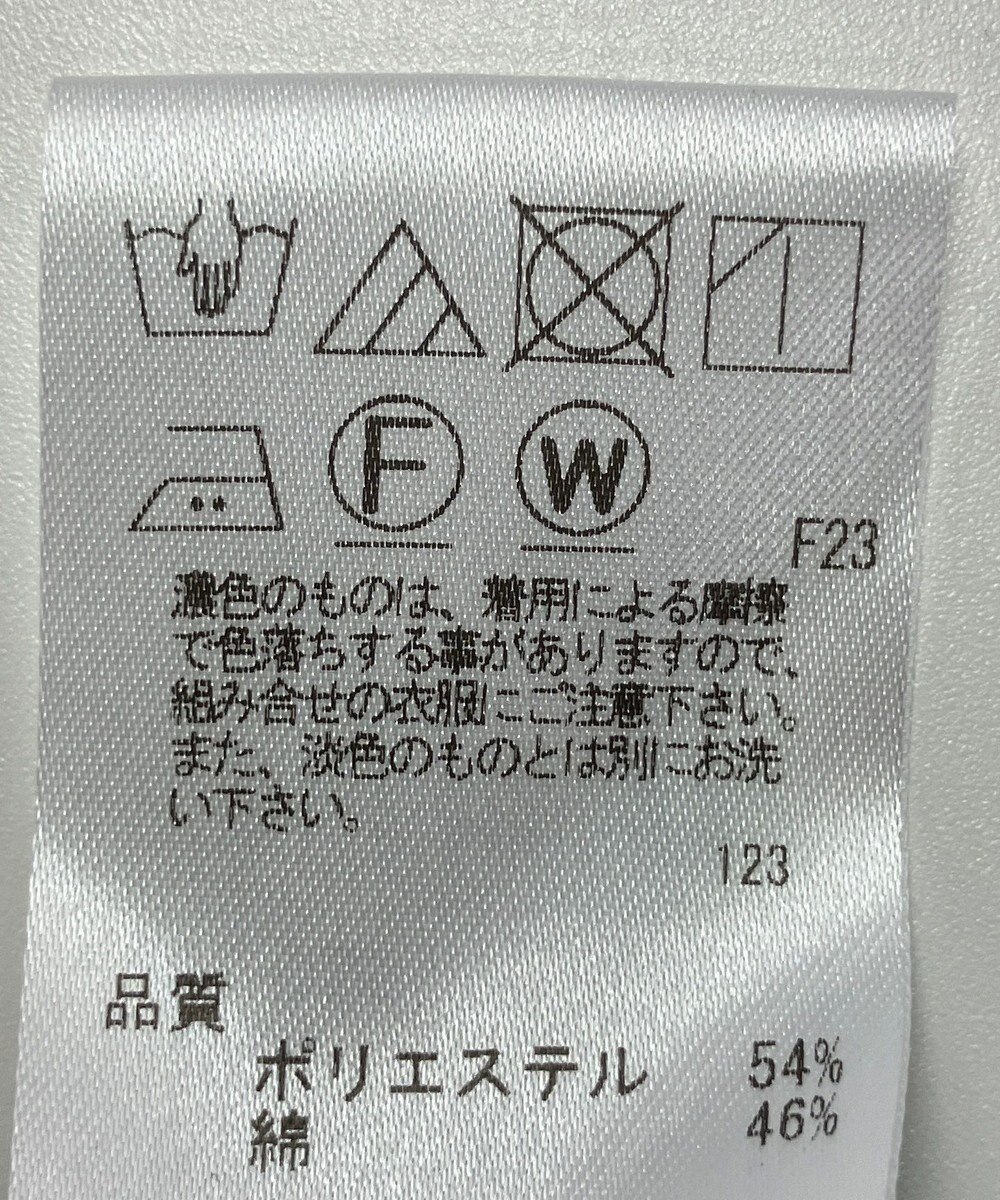 F
W
F23
濃色のものは、着用による摩擦
で色落ちする事がありますので、
組み合せの衣服にご注意下さい。
また、淡色のものとは別にお洗
い下さい。
123
品質
ポリエステル 54%
綿 46%